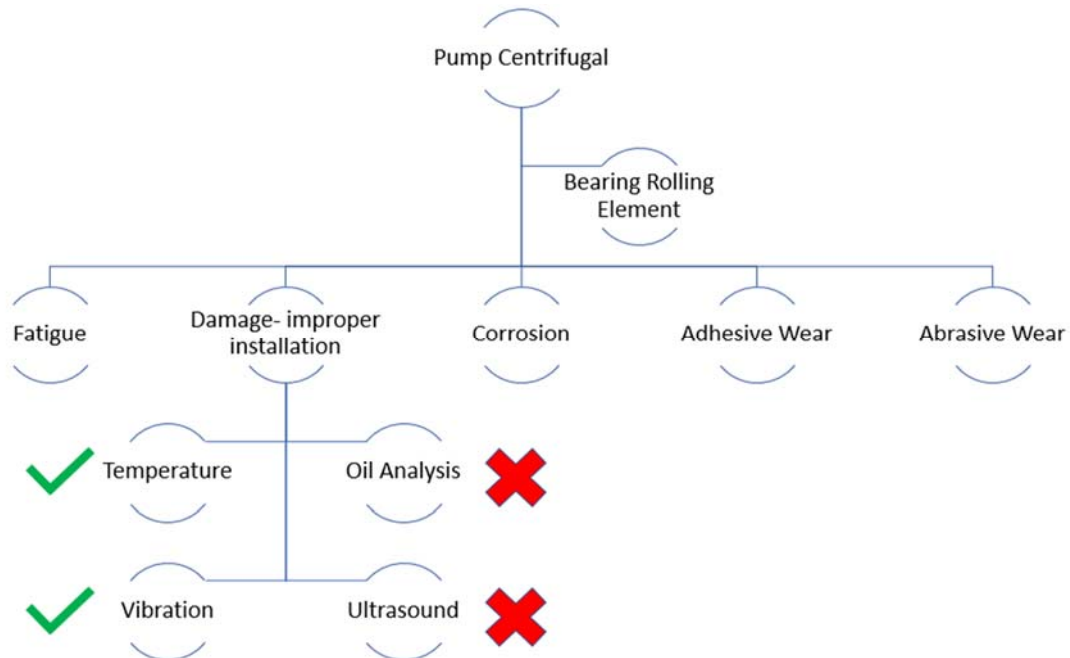 Pump Centrifugal
Bearing Rolling
Element
Fatigue
Damage- improper
installation
Corrosion
Adhesive Wear
Abrasive Wear
Temperature
Oil Analysis
Vibration
Ultrasound